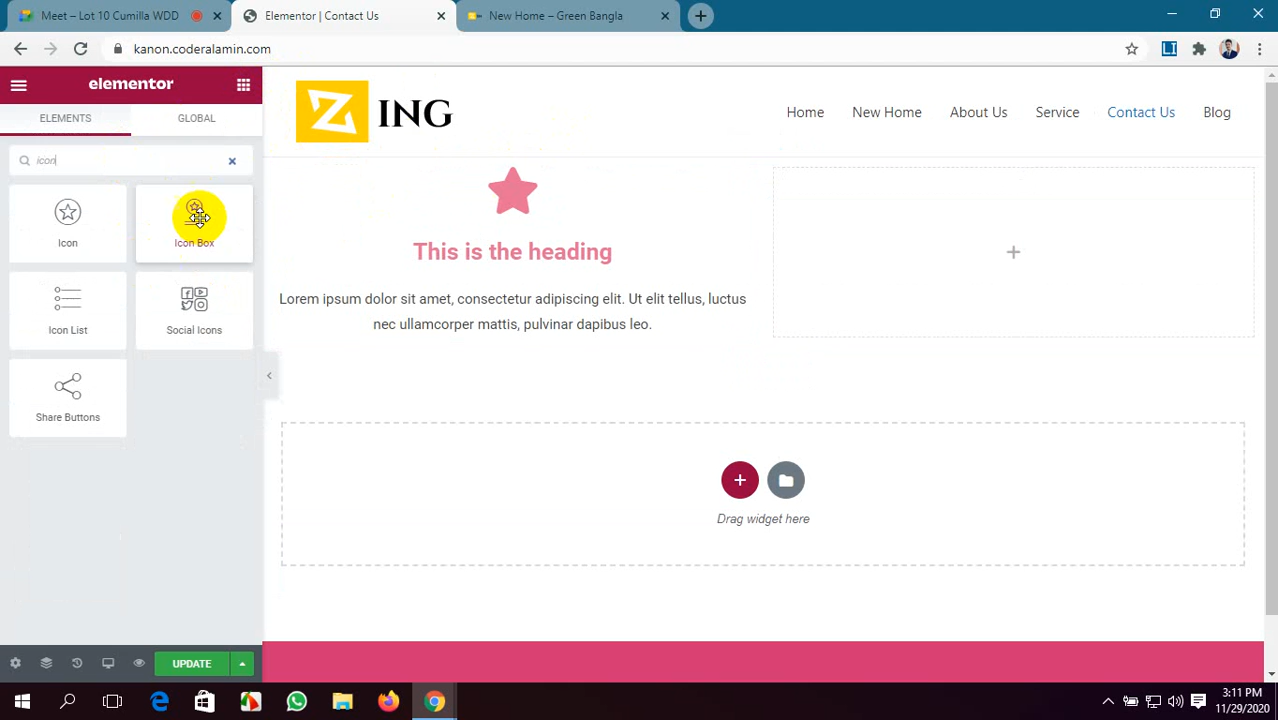 Meet – Lot 10 Cumilla WDD
Elementor | Contact Us
New Home – Green Bangla
kanon.coderalamin.com
LI
elementor
ELEMENTS
GLOBAL
icon
Icon
Icon Box
Icon List
Social Icons
Share Buttons
UPDATE
Z ING
Home
New Home
About Us
Service
Contact Us
Blog
This is the heading
Lorem ipsum dolor sit amet, consectetur adipiscing elit. Ut elit tellus, luctus
nec ullamcorper mattis, pulvinar dapibus leo.
Drag widget here
3:11 PM
11/29/2020